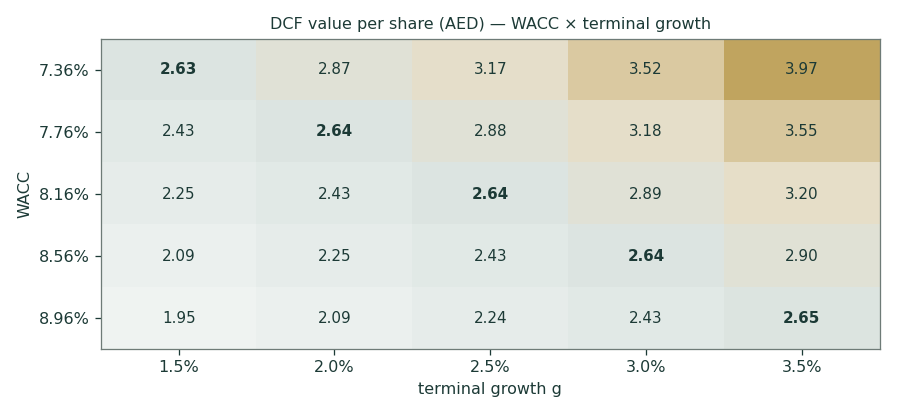 DCF value per share (AED) — WACC × terminal growth
WACC
7.36% 2.63 2.87 3.17 3.52 3.97
7.76% 2.43 2.64 2.88 3.18 3.55
8.16% 2.25 2.43 2.64 2.89 3.20
8.56% 2.09 2.25 2.43 2.64 2.90
8.96% 1.95 2.09 2.24 2.43 2.65
1.5% 2.0% 2.5% 3.0% 3.5%
terminal growth g